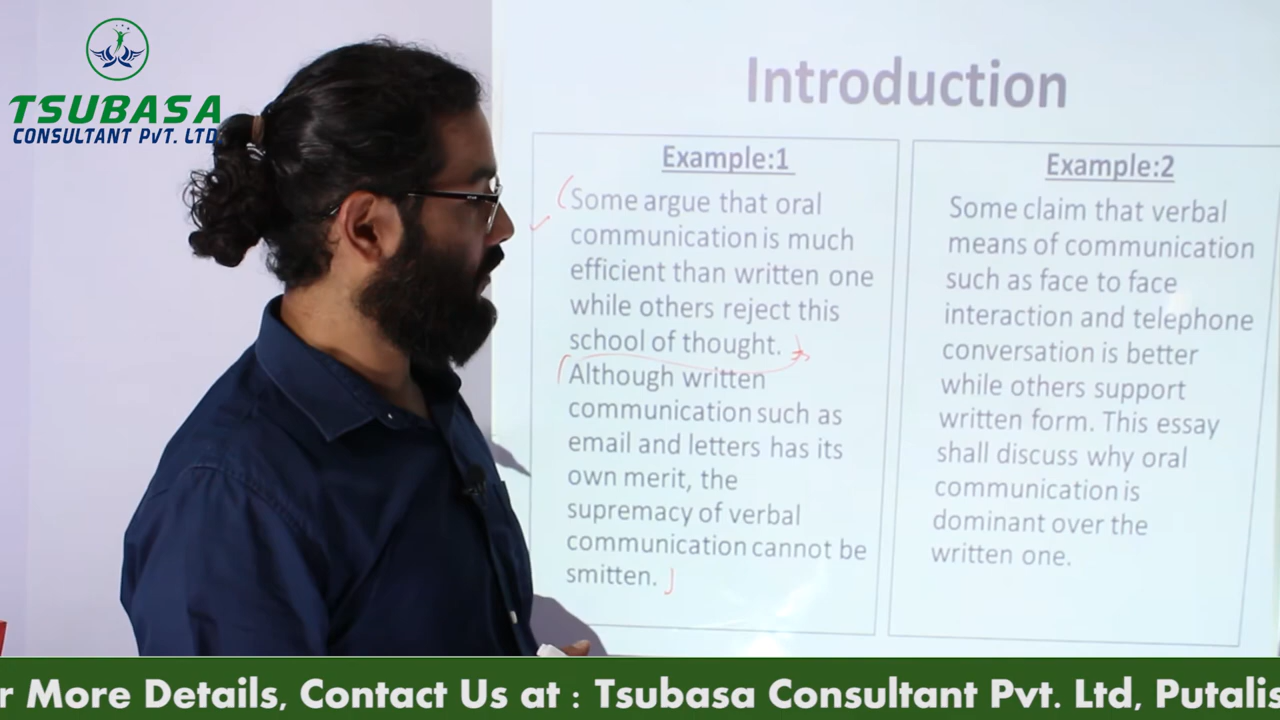 TSUBASA
CONSULTANT PVT. LTD.
Introduction
Example:1
Some argue that oral
communication is much
efficient than written one
while others reject this
school of thought.
Although written
communication such as
email and letters has its
own merit, the
supremacy of verbal
communication cannot be
smitten.
Example:2
Some claim that verbal
means of communication
such as face to face
interaction and telephone
conversation is better
while others support
written form. This essay
shall discuss why oral
communication is
dominant over the
written one.
r More Details, Contact Us at : Tsubasa Consultant Pvt. Ltd, Putalis